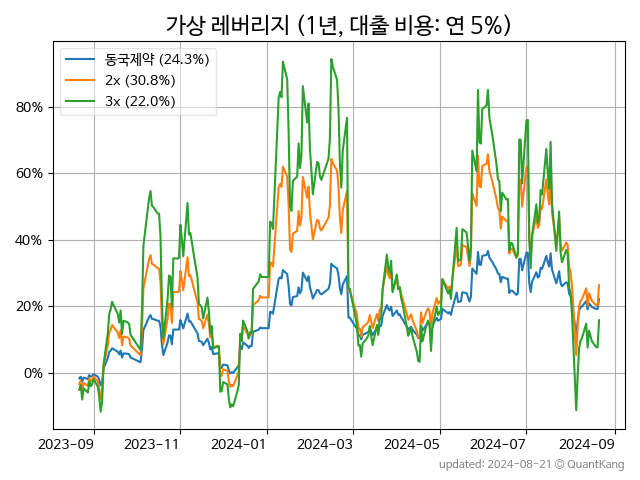 가상 레버리지 (1년, 대출 비용: 연 5%)
동국제약 (24.3%)
2x (30.8%)
3x (22.0%)
80%
60%
40%
20%
0%
2023-09 2023-11 2024-01 2024-03 2024-05 2024-07 2024-09
updated: 2024-08-21 © QuantKang